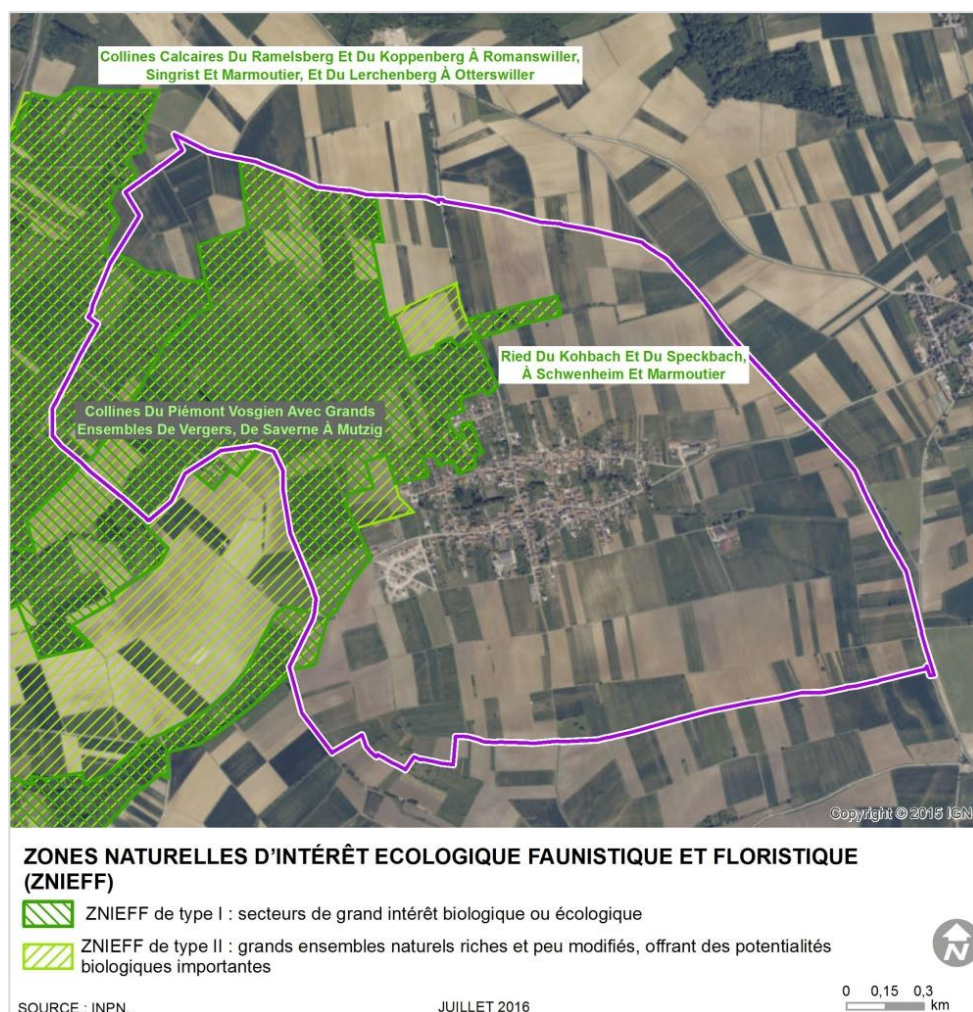 Collines Calcaires Du Ramelsberg Et Du Koppenberg À Romanswiller,
Singrist Et Marmoutier, Et Du Lerchenberg À Otterswiller
Ried Du Kohbach Et Du Speckbach,
À Schwenheim Et Marmoutier
Collines Du Piémont Vosgien Avec Grands
Ensembles De Vergers, De Saverne À Mutzig
Copyright © 2015 IGN
ZONES NATURELLES D'INTÉRÊT ECOLOGIQUE FAUNISTIQUE ET FLORISTIQUE
(ZNIEFF)
ZNIEFF de type I : secteurs de grand intérêt biologique ou écologique
ZNIEFF de type II : grands ensembles naturels riches et peu modifiés, offrant des potentialités
biologiques importantes
N
0 0,15 0,3
km
SOURCE : INPN. JUILLET 2016